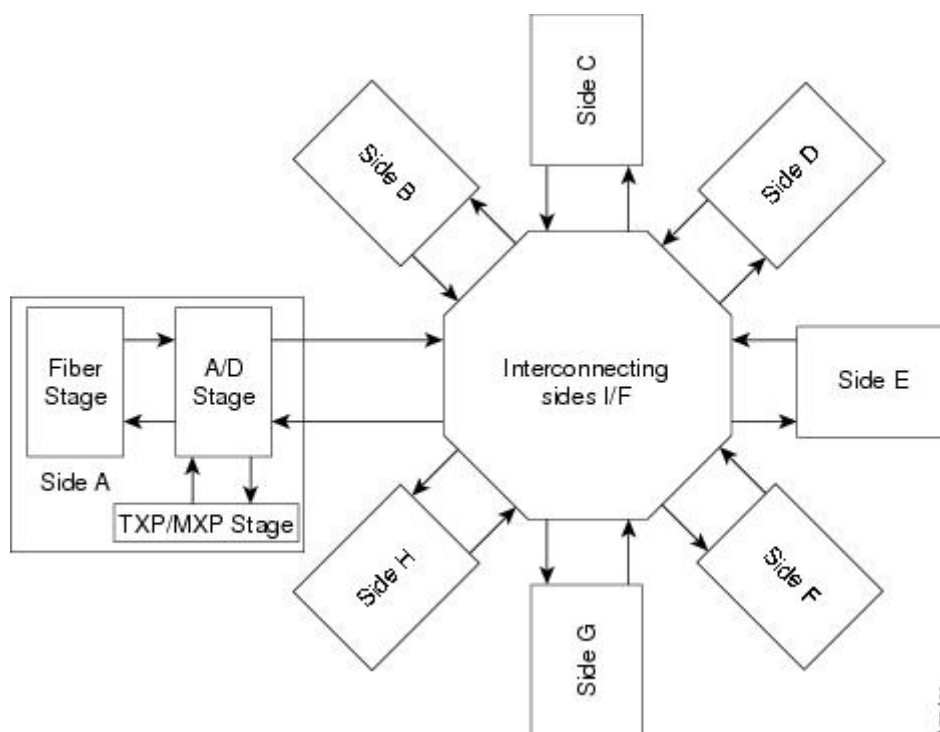 Side C
Side B
Side D
Fiber
Stage
A/D
Stage
Interconnecting
sides I/F
Side E
Side A
TXP/MXP Stage
Side H
Side F
Side G